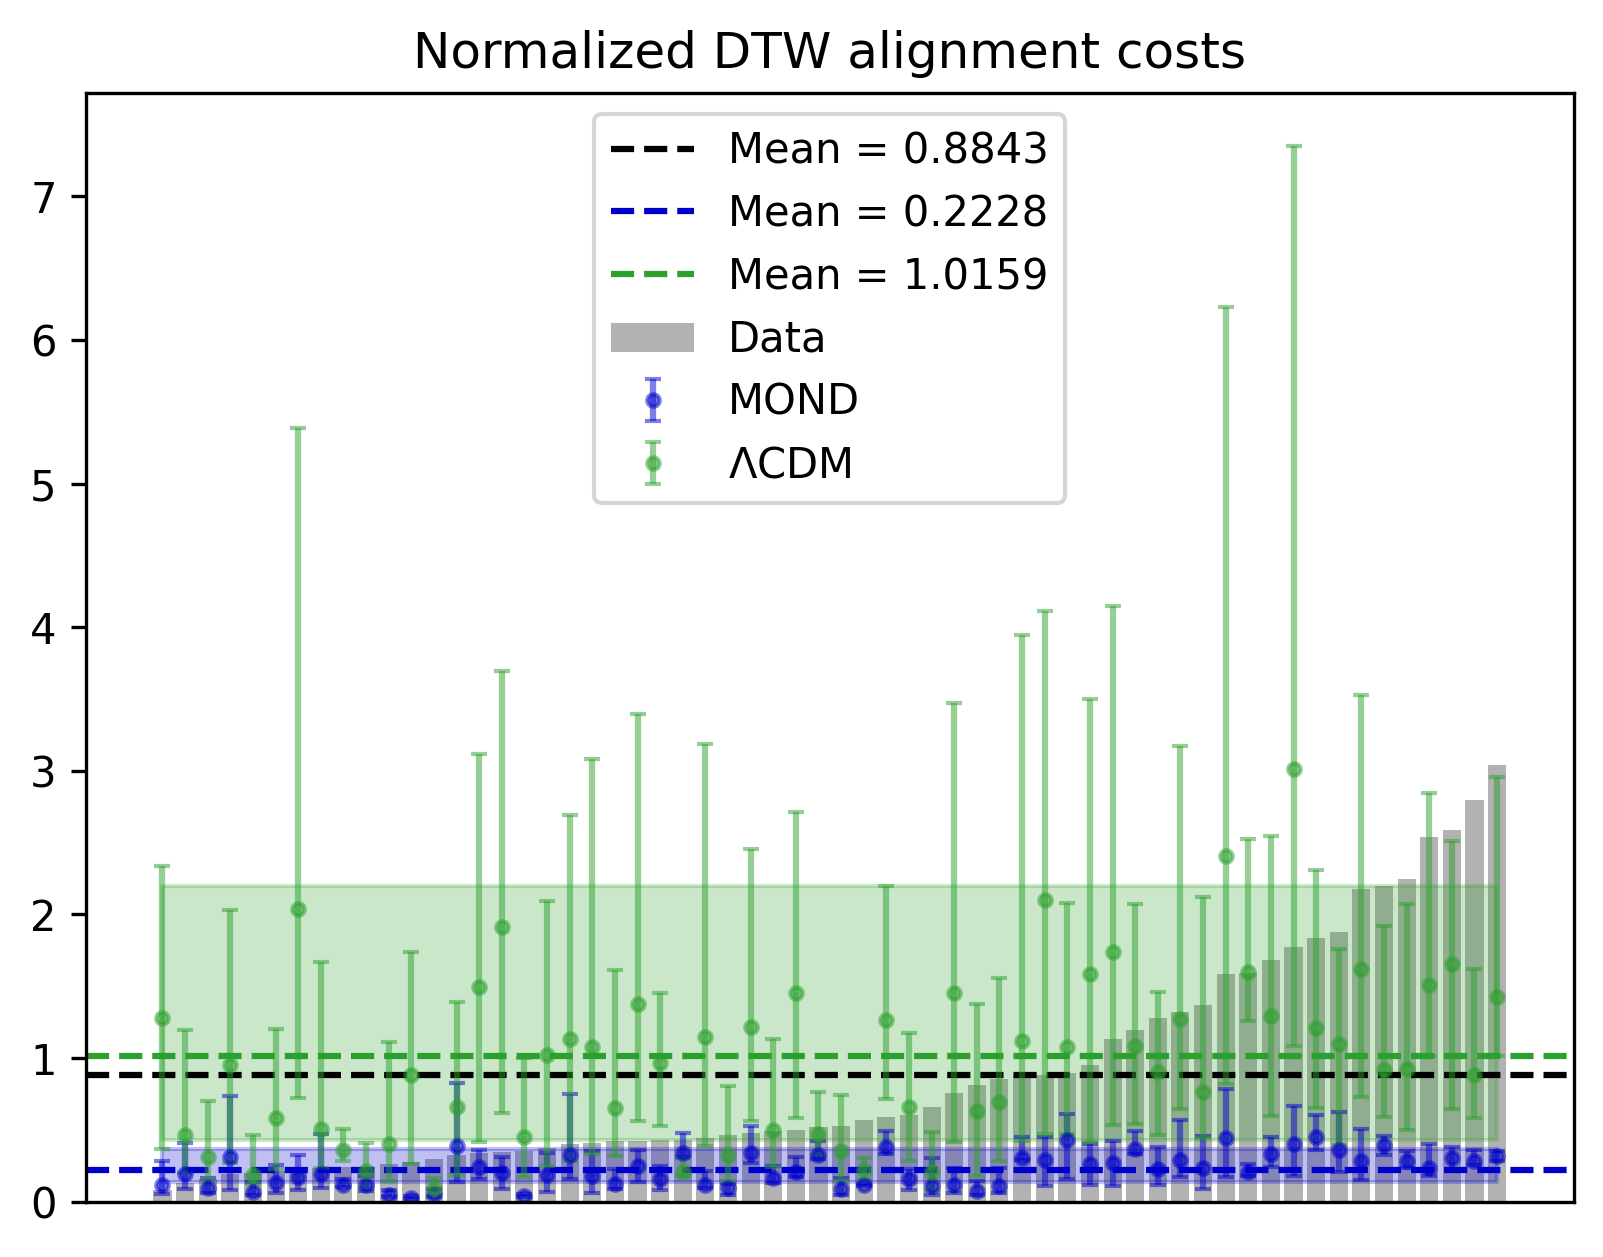 Normalized DTW alignment costs
Mean = 0.8843
Mean = 0.2228
Mean = 1.0159
Data
MOND
ΛCDM
7
6
5
4
3
2
1
0